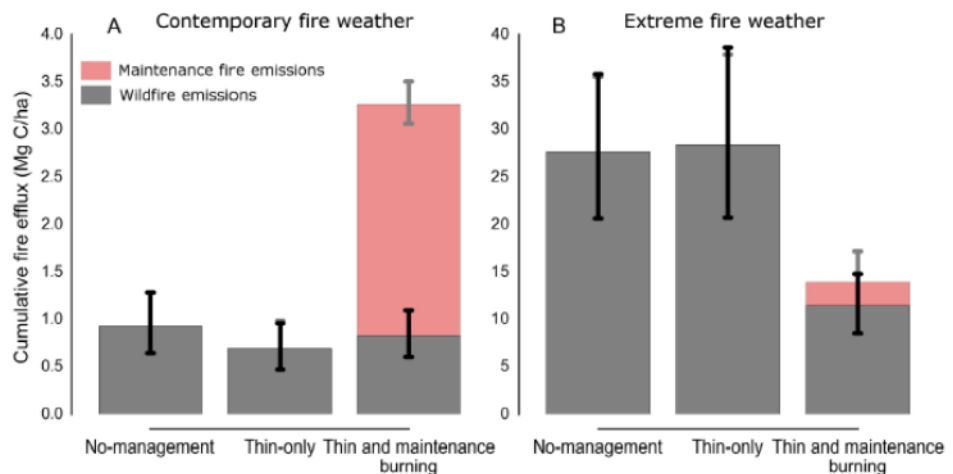 A Contemporary fire weather
4.0
3.5
3.0
2.5
2.0
1.5
1.0
0.5
0.0
Cumulative fire efflux (Mg C/ha)
Maintenance fire emissions
Wildfire emissions
No-management Thin-only Thin and maintenance
burning
B Extreme fire weather
40
35
30
25
20
15
10
5
0
No-management Thin-only Thin and maintenance
burning